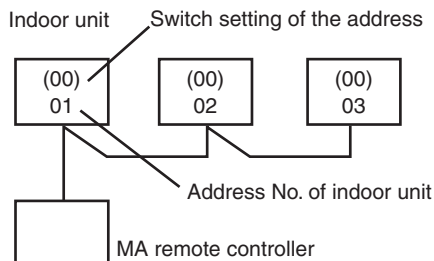 Indoor unit Switch setting of the address
(00) (00) (00)
01 02 03
Address No. of indoor unit
MA remote controller